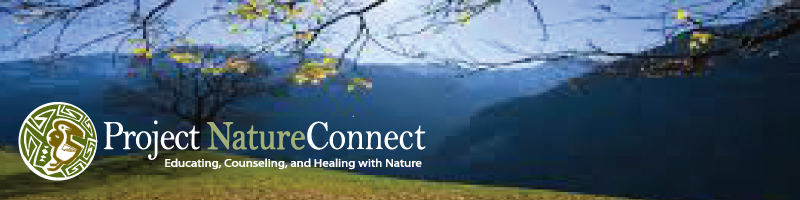 Project NatureConnect
Educating, Counseling, and Healing with Nature